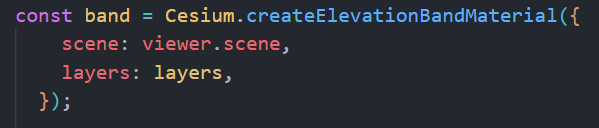 const band = Cesium.createElevationBandMaterial({
scene: viewer.scene,
layers: layers,
});